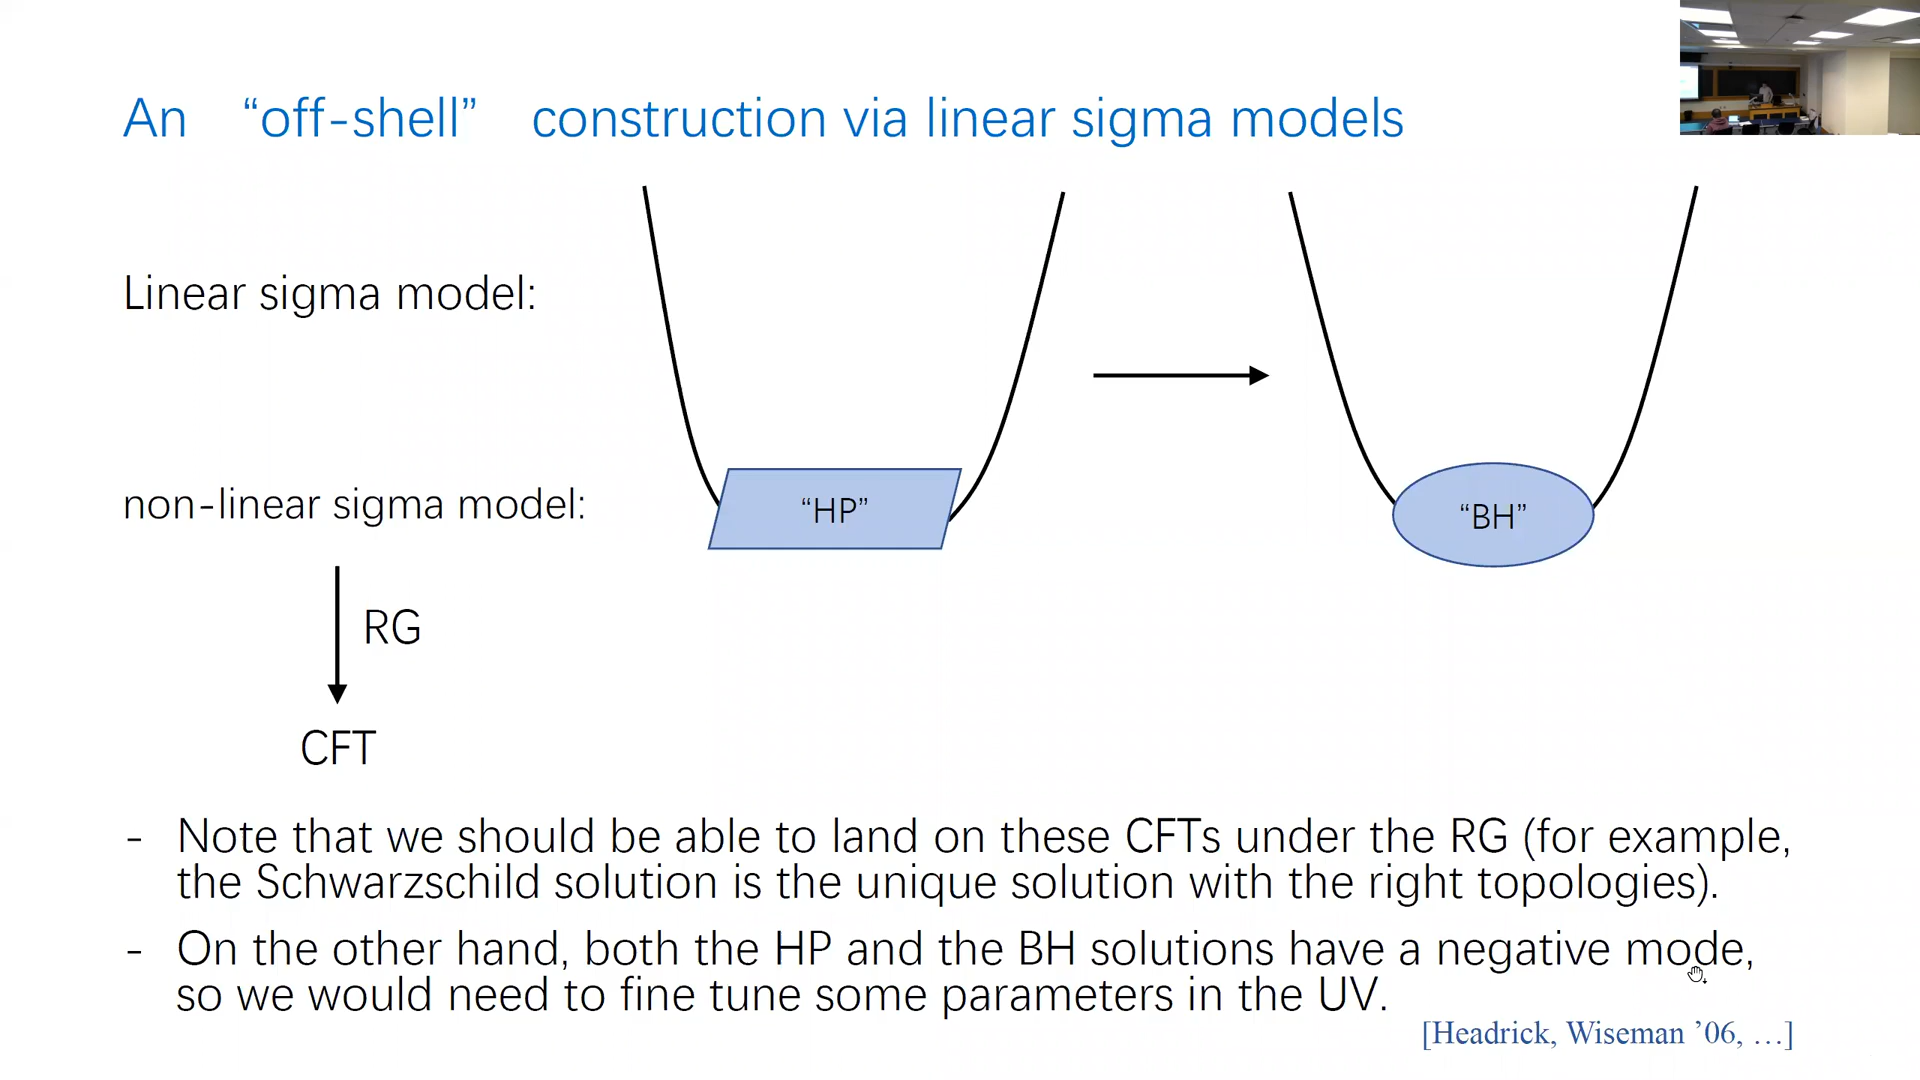 An “off-shell” construction via linear sigma models
Linear sigma model:
non-linear sigma model:
“HP”
“BH”
RG
CFT
- Note that we should be able to land on these CFTs under the RG (for example,
the Schwarzschild solution is the unique solution with the right topologies).
- On the other hand, both the HP and the BH solutions have a negative mode,
so we would need to fine tune some parameters in the UV.
[Headrick, Wiseman ’06, …]